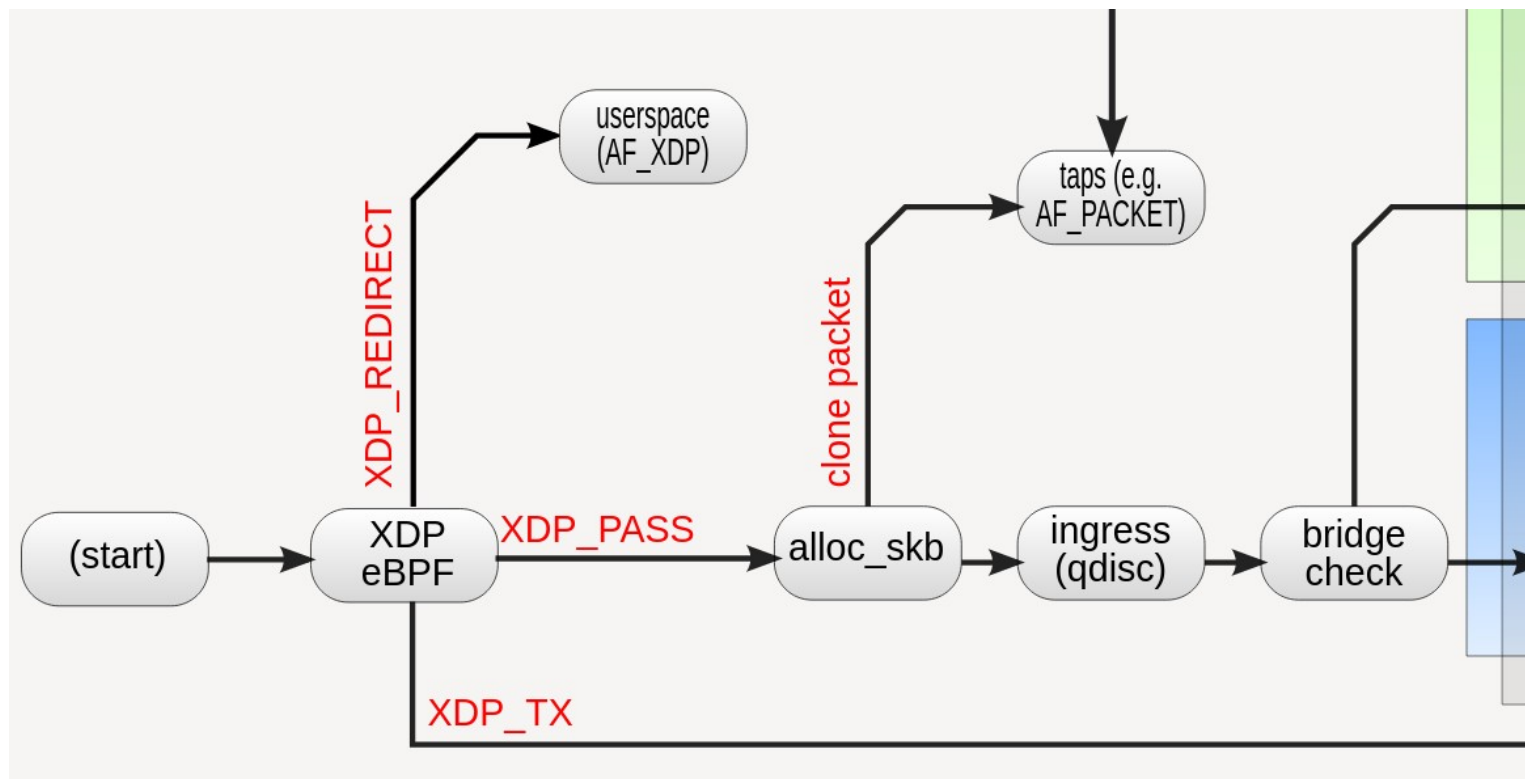 userspace
(AF_XDP)
taps (e.g.
AF_PACKET)
XDP_REDIRECT
clone packet
(start)
XDP
eBPF
XDP_PASS
alloc_skb
ingress
(qdisc)
bridge
check
XDP_TX